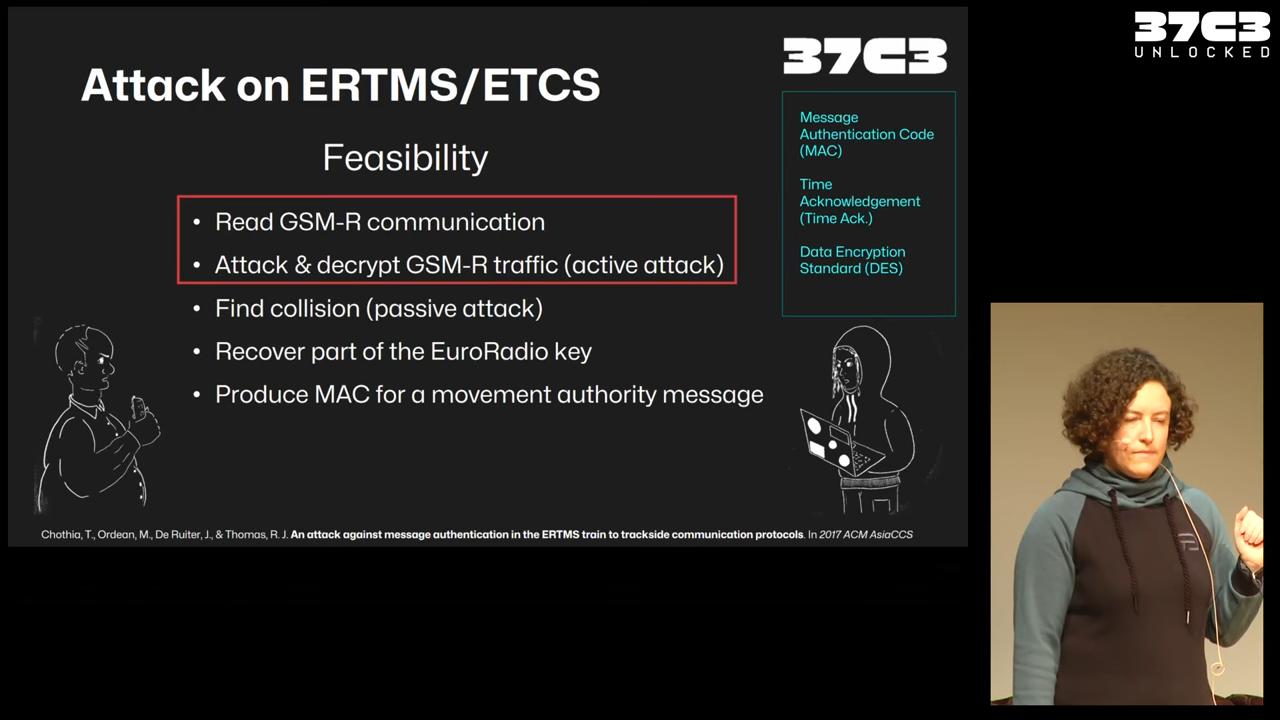 Attack on ERTMS/ETCS
37C3
37C3
UNLOCKED
Feasibility
• Read GSM-R communication
• Attack & decrypt GSM-R traffic (active attack)
• Find collision (passive attack)
• Recover part of the EuroRadio key
• Produce MAC for a movement authority message
Message
Authentication Code
(MAC)
Time
Acknowledgement
(Time Ack.)
Data Encryption
Standard (DES)
Chothia, T., Ordean, M., De Ruiter, J., & Thomas, R. J. An attack against message authentication in the ERTMS train to trackside communication protocols. In 2017 ACM AsiaCCS